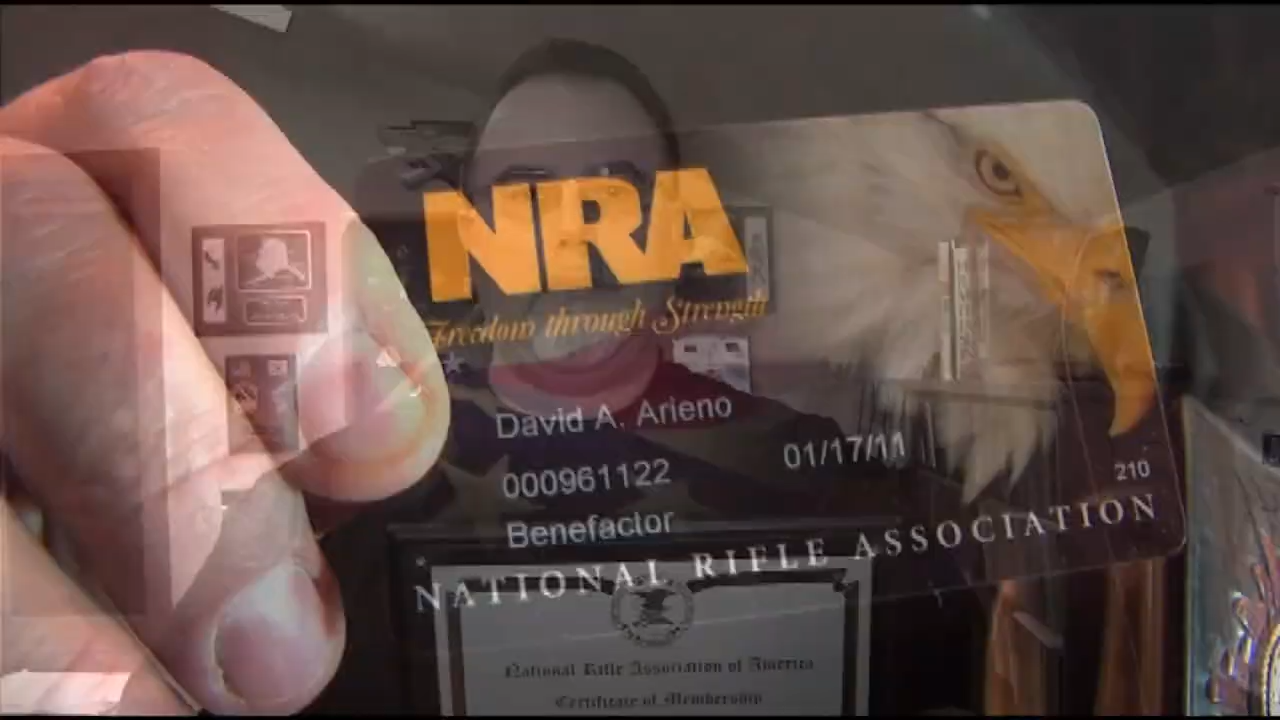 NRA
Freedom through Strength
David A. Arieno
000961122
01/17/11
Benefactor
210
NATIONAL RIFLE ASSOCIATION
National Rifle Association of America
Certificate of Membership